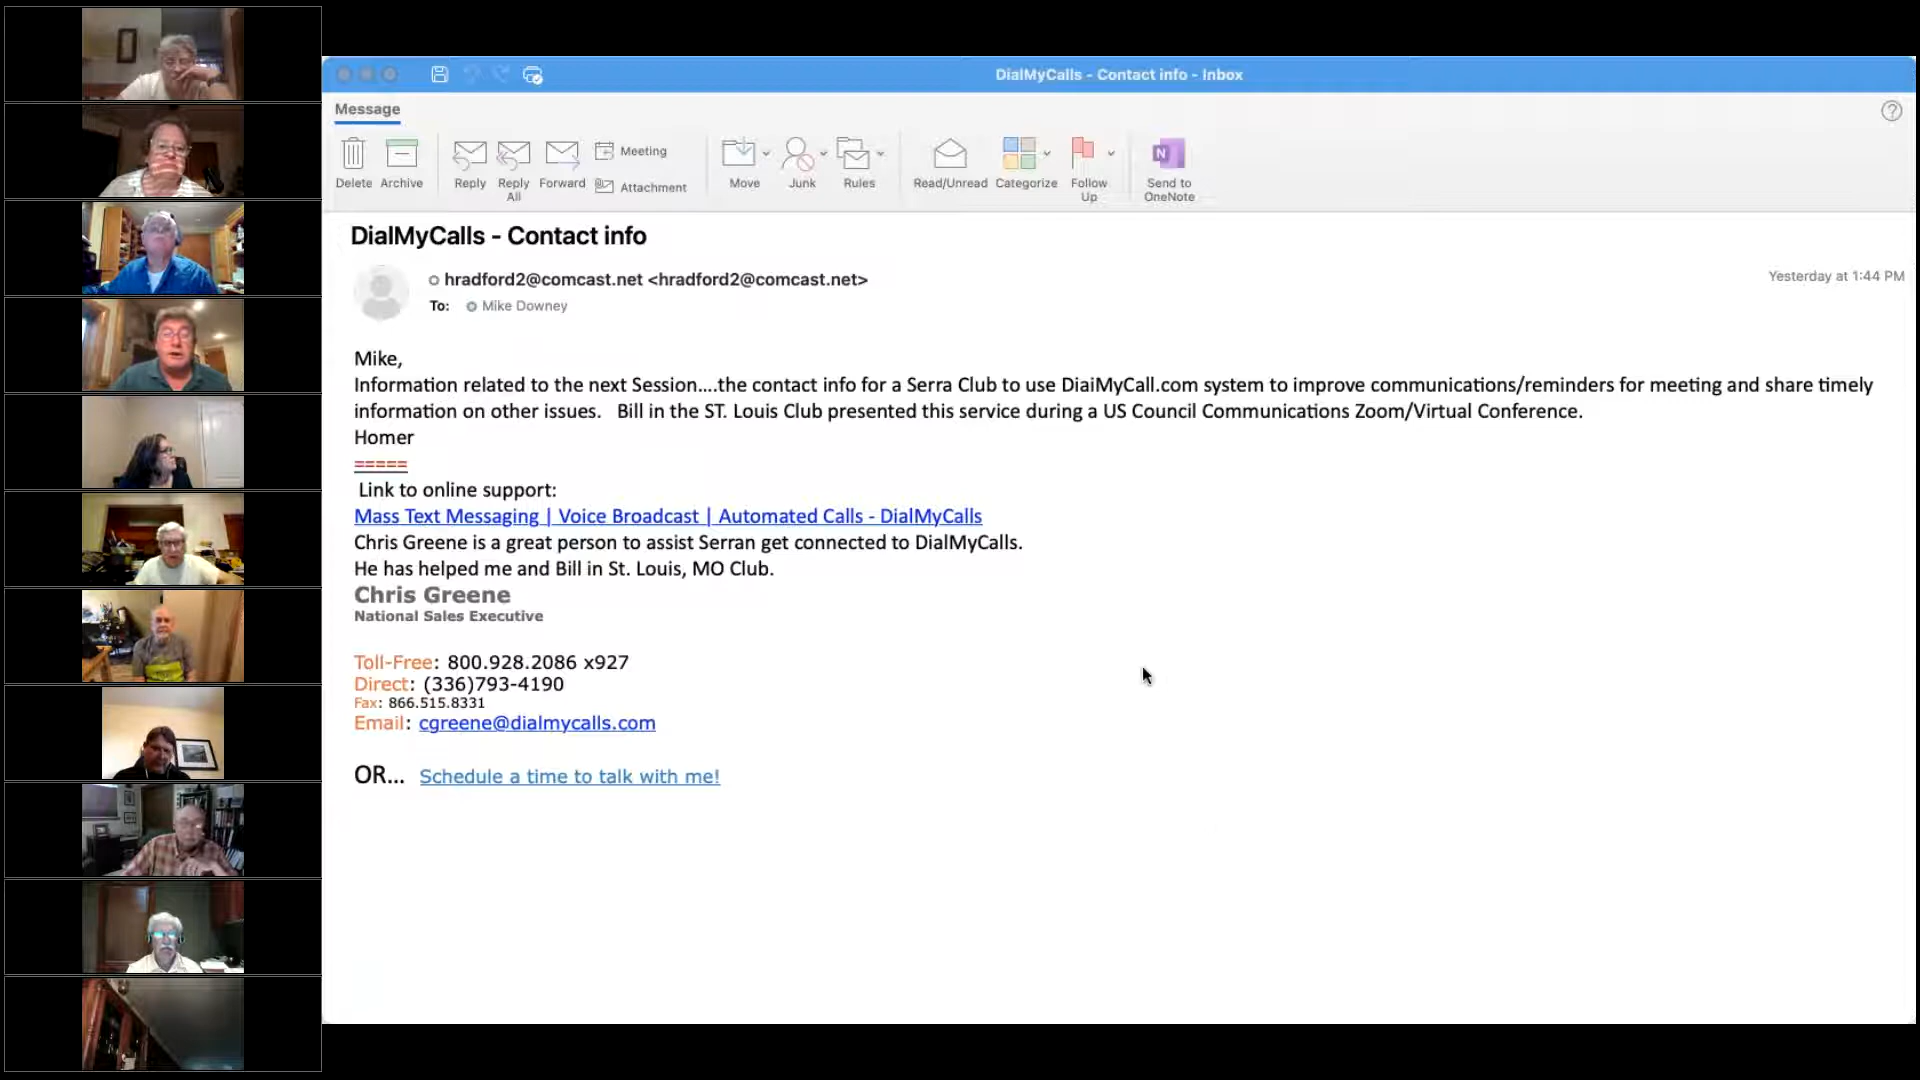 DialMyCalls - Contact info - Inbox
Message
Delete
Archive
Reply
Reply All
Forward
Meeting
Attachment
Move
Junk
Rules
Read/Unread
Categorize
Follow Up
N
Send to OneNote
DialMyCalls - Contact info
hradford2@comcast.net <hradford2@comcast.net>
Yesterday at 1:44 PM
To: Mike Downey
Mike,
Information related to the next Session....the contact info for a Serra Club to use DiaiMyCall.com system to improve communications/reminders for meeting and share timely
information on other issues. Bill in the ST. Louis Club presented this service during a US Council Communications Zoom/Virtual Conference.
Homer
=====
Link to online support:
Mass Text Messaging | Voice Broadcast | Automated Calls - DialMyCalls
Chris Greene is a great person to assist Serran get connected to DialMyCalls.
He has helped me and Bill in St. Louis, MO Club.
Chris Greene
National Sales Executive
Toll-Free: 800.928.2086 x927
Direct: (336)793-4190
Fax: 866.515.8331
Email: cgreene@dialmycalls.com
OR... Schedule a time to talk with me!